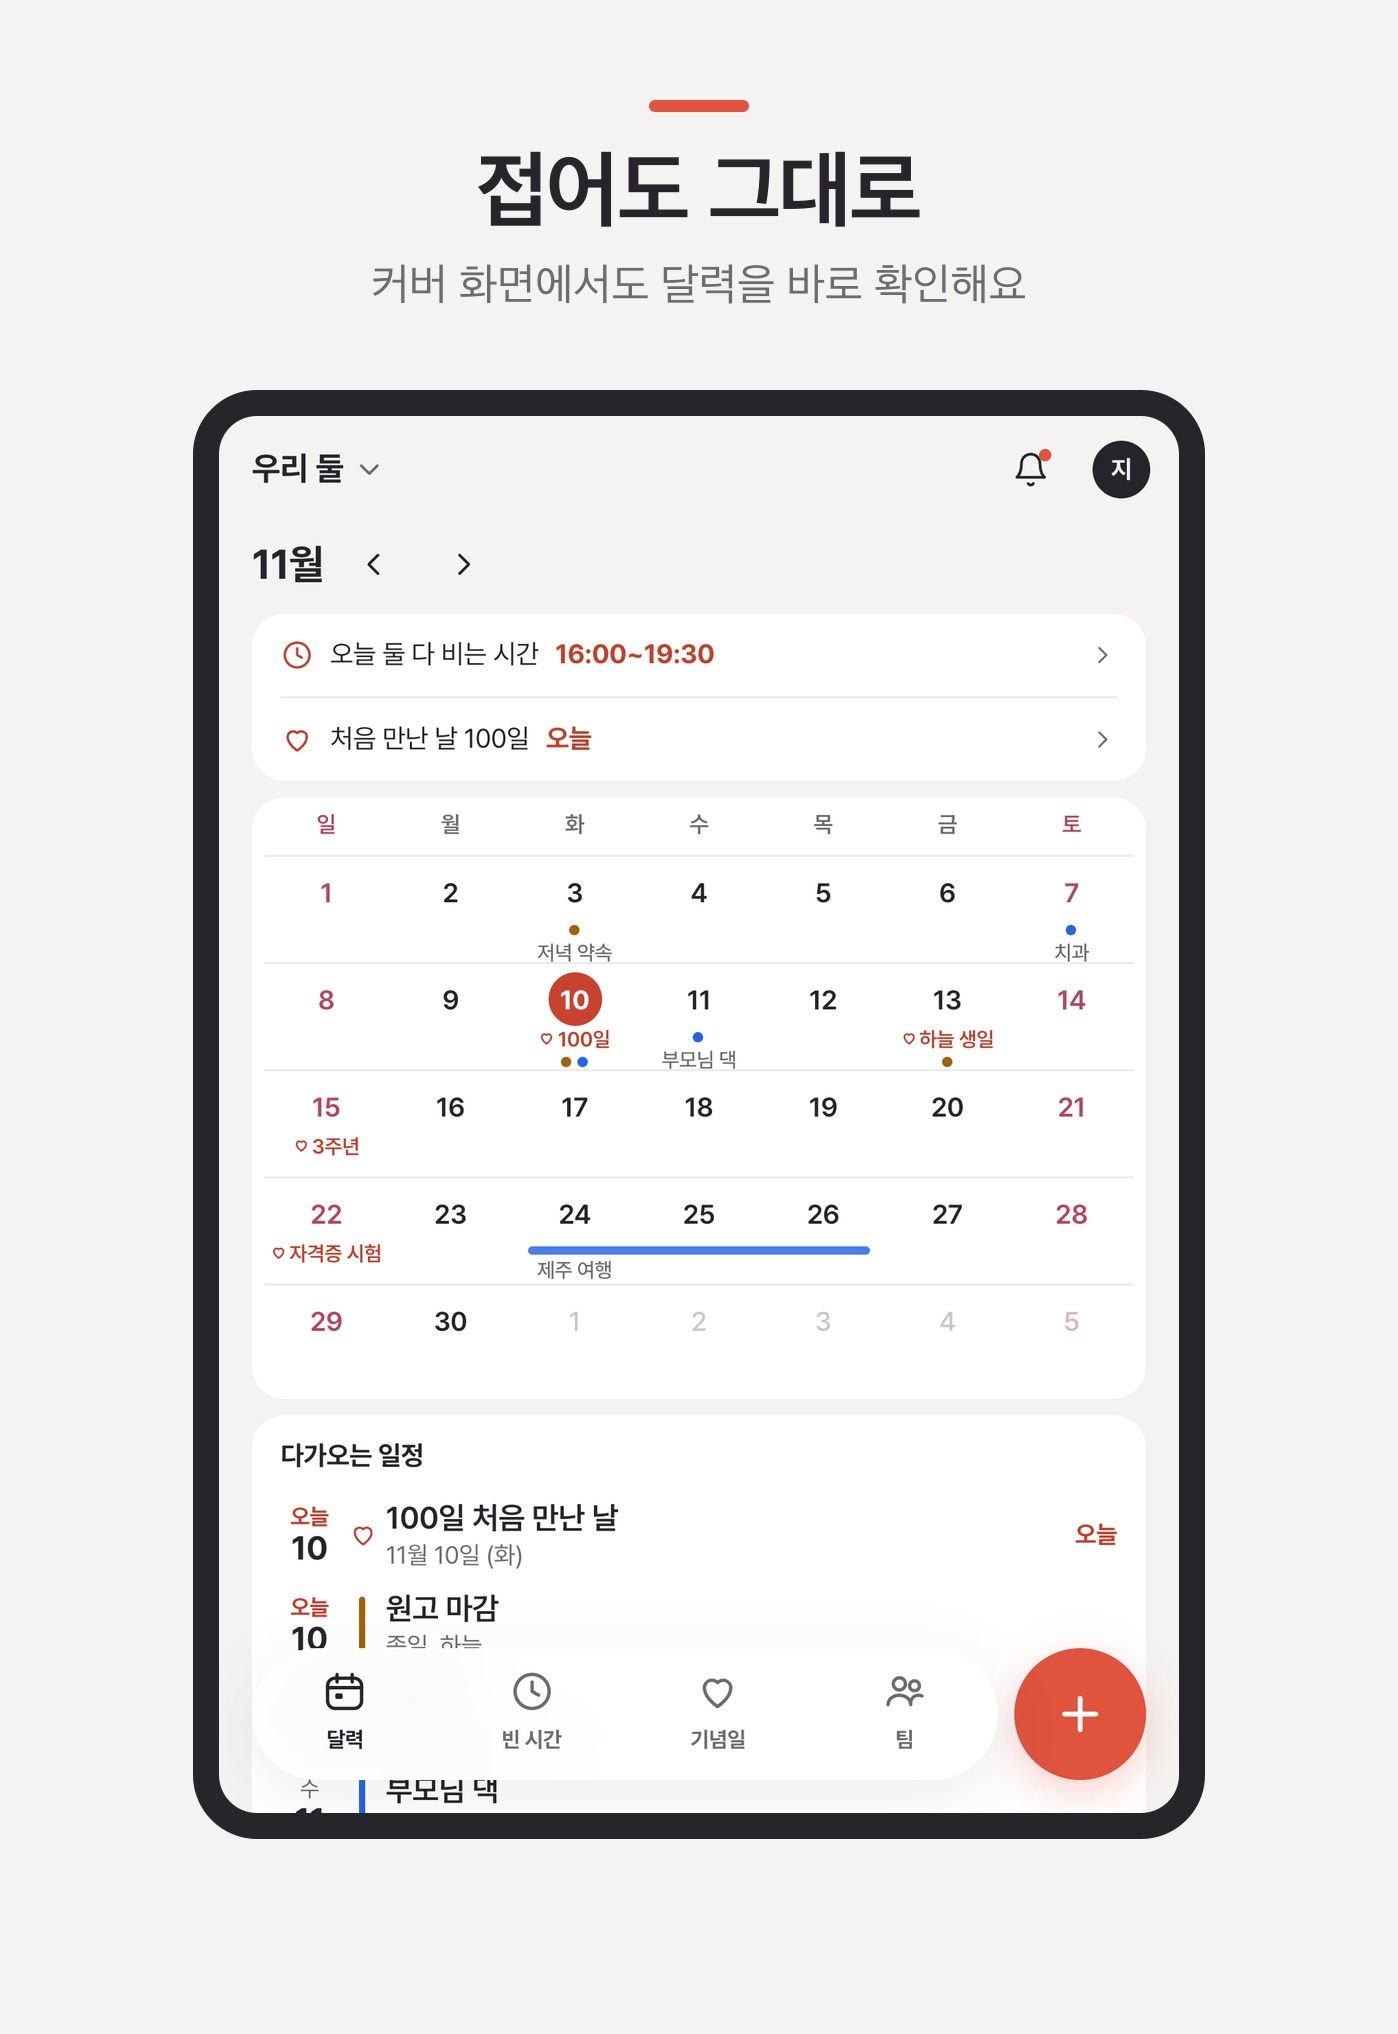 접어도 그대로
커버 화면에서도 달력을 바로 확인해요
우리 둘
지
11월
오늘 둘 다 비는 시간 16:00~19:30
처음 만난 날 100일 오늘
일 월 화 수 목 금 토
1 2 3 4 5 6 7
저녁 약속 치과
8 9 10 11 12 13 14
100일 부모님 댁 하늘 생일
15 16 17 18 19 20 21
3주년
22 23 24 25 26 27 28
자격증 시험 제주 여행
29 30 1 2 3 4 5
다가오는 일정
오늘
10
100일 처음 만난 날
11월 10일 (화)
오늘
오늘
10
원고 마감
종일, 하늘
달력 빈 시간 기념일 팀
수
11
부모님 댁